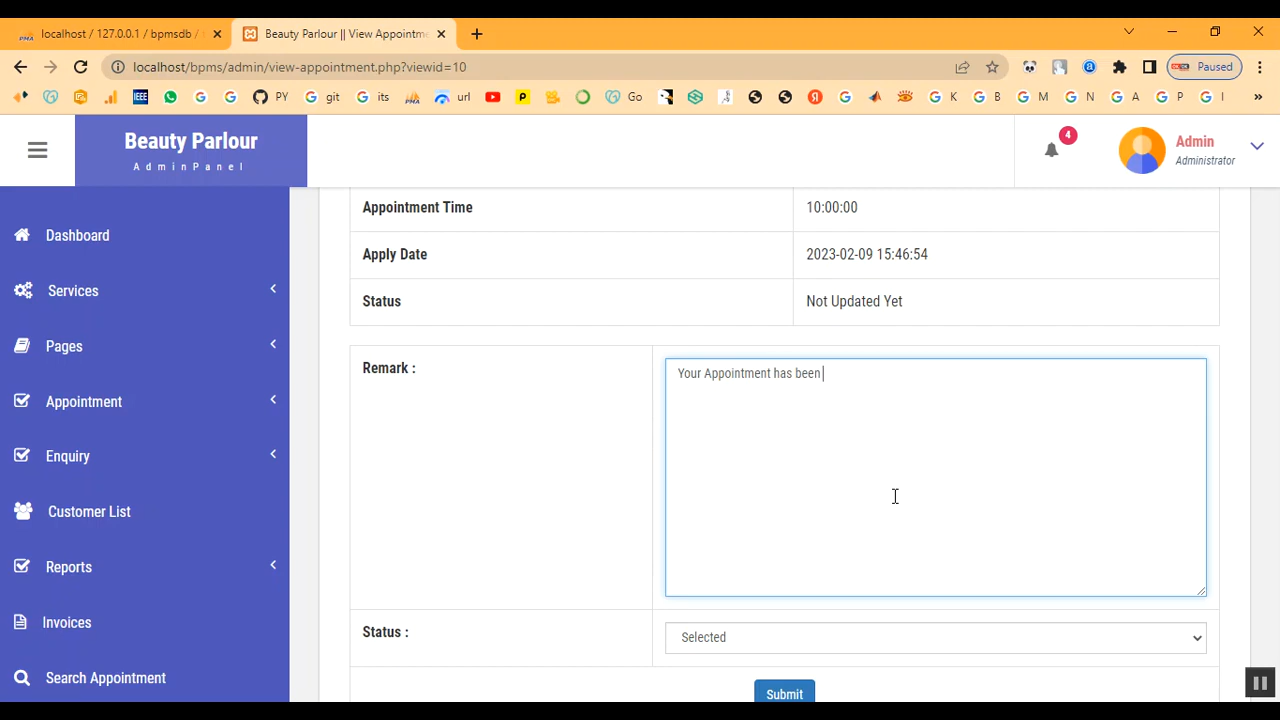 localhost / 127.0.0.1 / bpmsdb /
Beauty Parlour || View Appointme
localhost/bpms/admin/view-appointment.php?viewid=10
Paused
IEEE
PY
git
its
PMA
url
Go
K
B
M
N
A
P
I
»
Beauty Parlour
AdminPanel
4
Admin
Administrator
Dashboard
Services
Pages
Appointment
Enquiry
Customer List
Reports
Invoices
Search Appointment
Appointment Time
10:00:00
Apply Date
2023-02-09 15:46:54
Status
Not Updated Yet
Remark :
Your Appointment has been
Status :
Selected
Submit